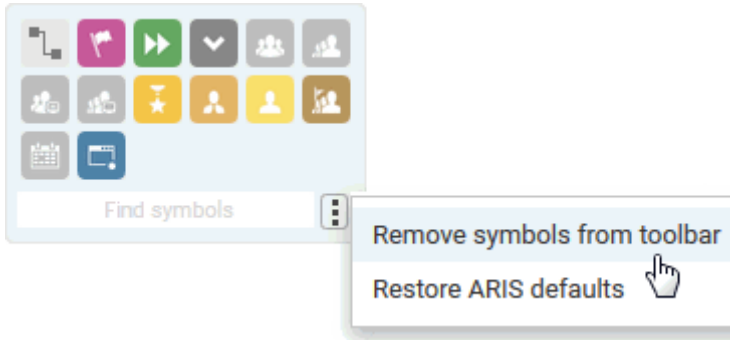 Find symbols
Remove symbols from toolbar
Restore ARIS defaults